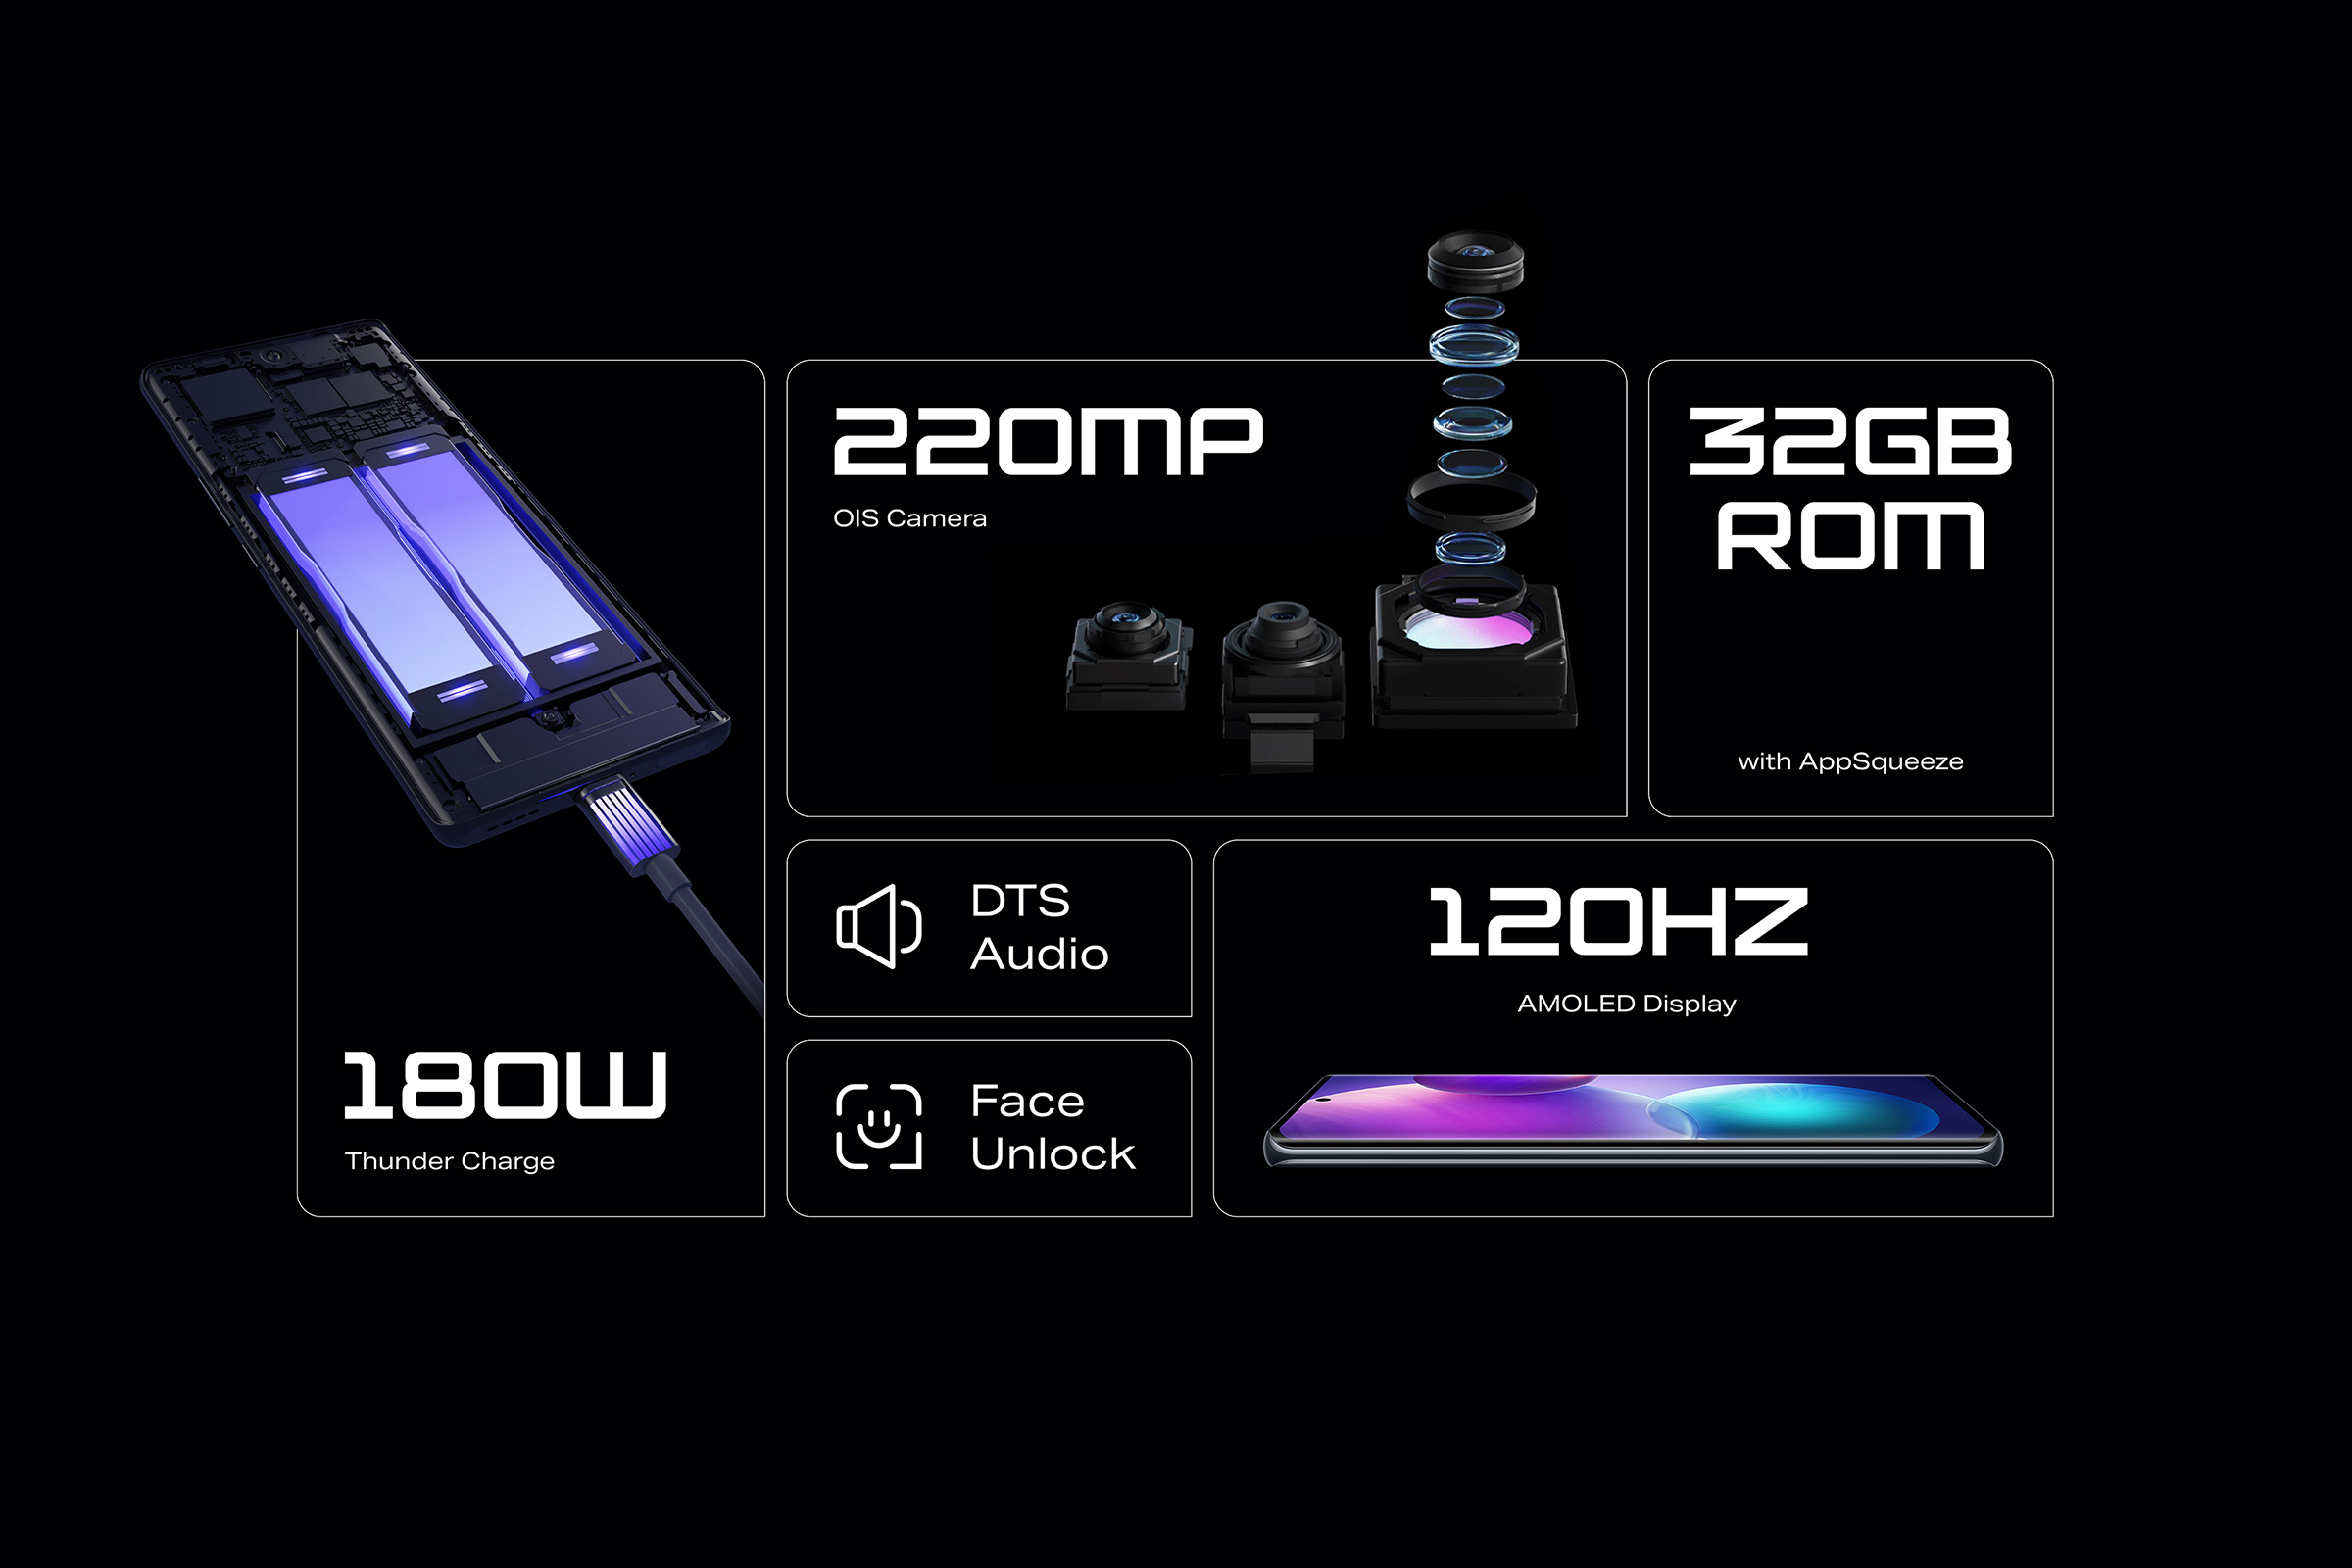 220MP
OIS Camera
32GB
ROM
with AppSqueeze
180W
Thunder Charge
DTS
Audio
Face
Unlock
120HZ
AMOLED Display